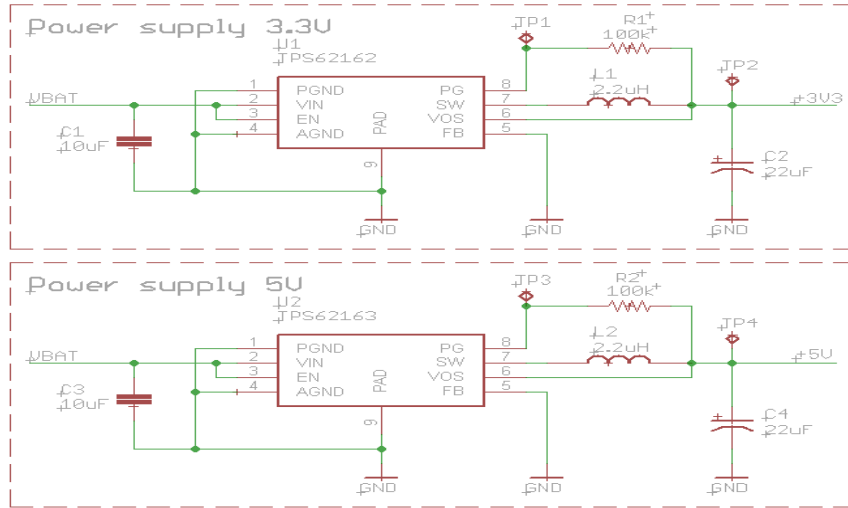 Power supply 3.3V
U1
TPS62162
VBAT
C1
10uF
1 PGND
2 VIN
3 EN
4 AGND
PAD
9
PG 8
SW 7
VOS 6
FB 5
TP1
R1
100k
L1
2.2uH
TP2
+3V3
C2
22uF
GND
GND
GND
Power supply 5V
U2
TPS62163
VBAT
C3
10uF
1 PGND
2 VIN
3 EN
4 AGND
PAD
9
PG 8
SW 7
VOS 6
FB 5
TP3
R2
100k
L2
2.2uH
TP4
+5V
C4
22uF
GND
GND
GND